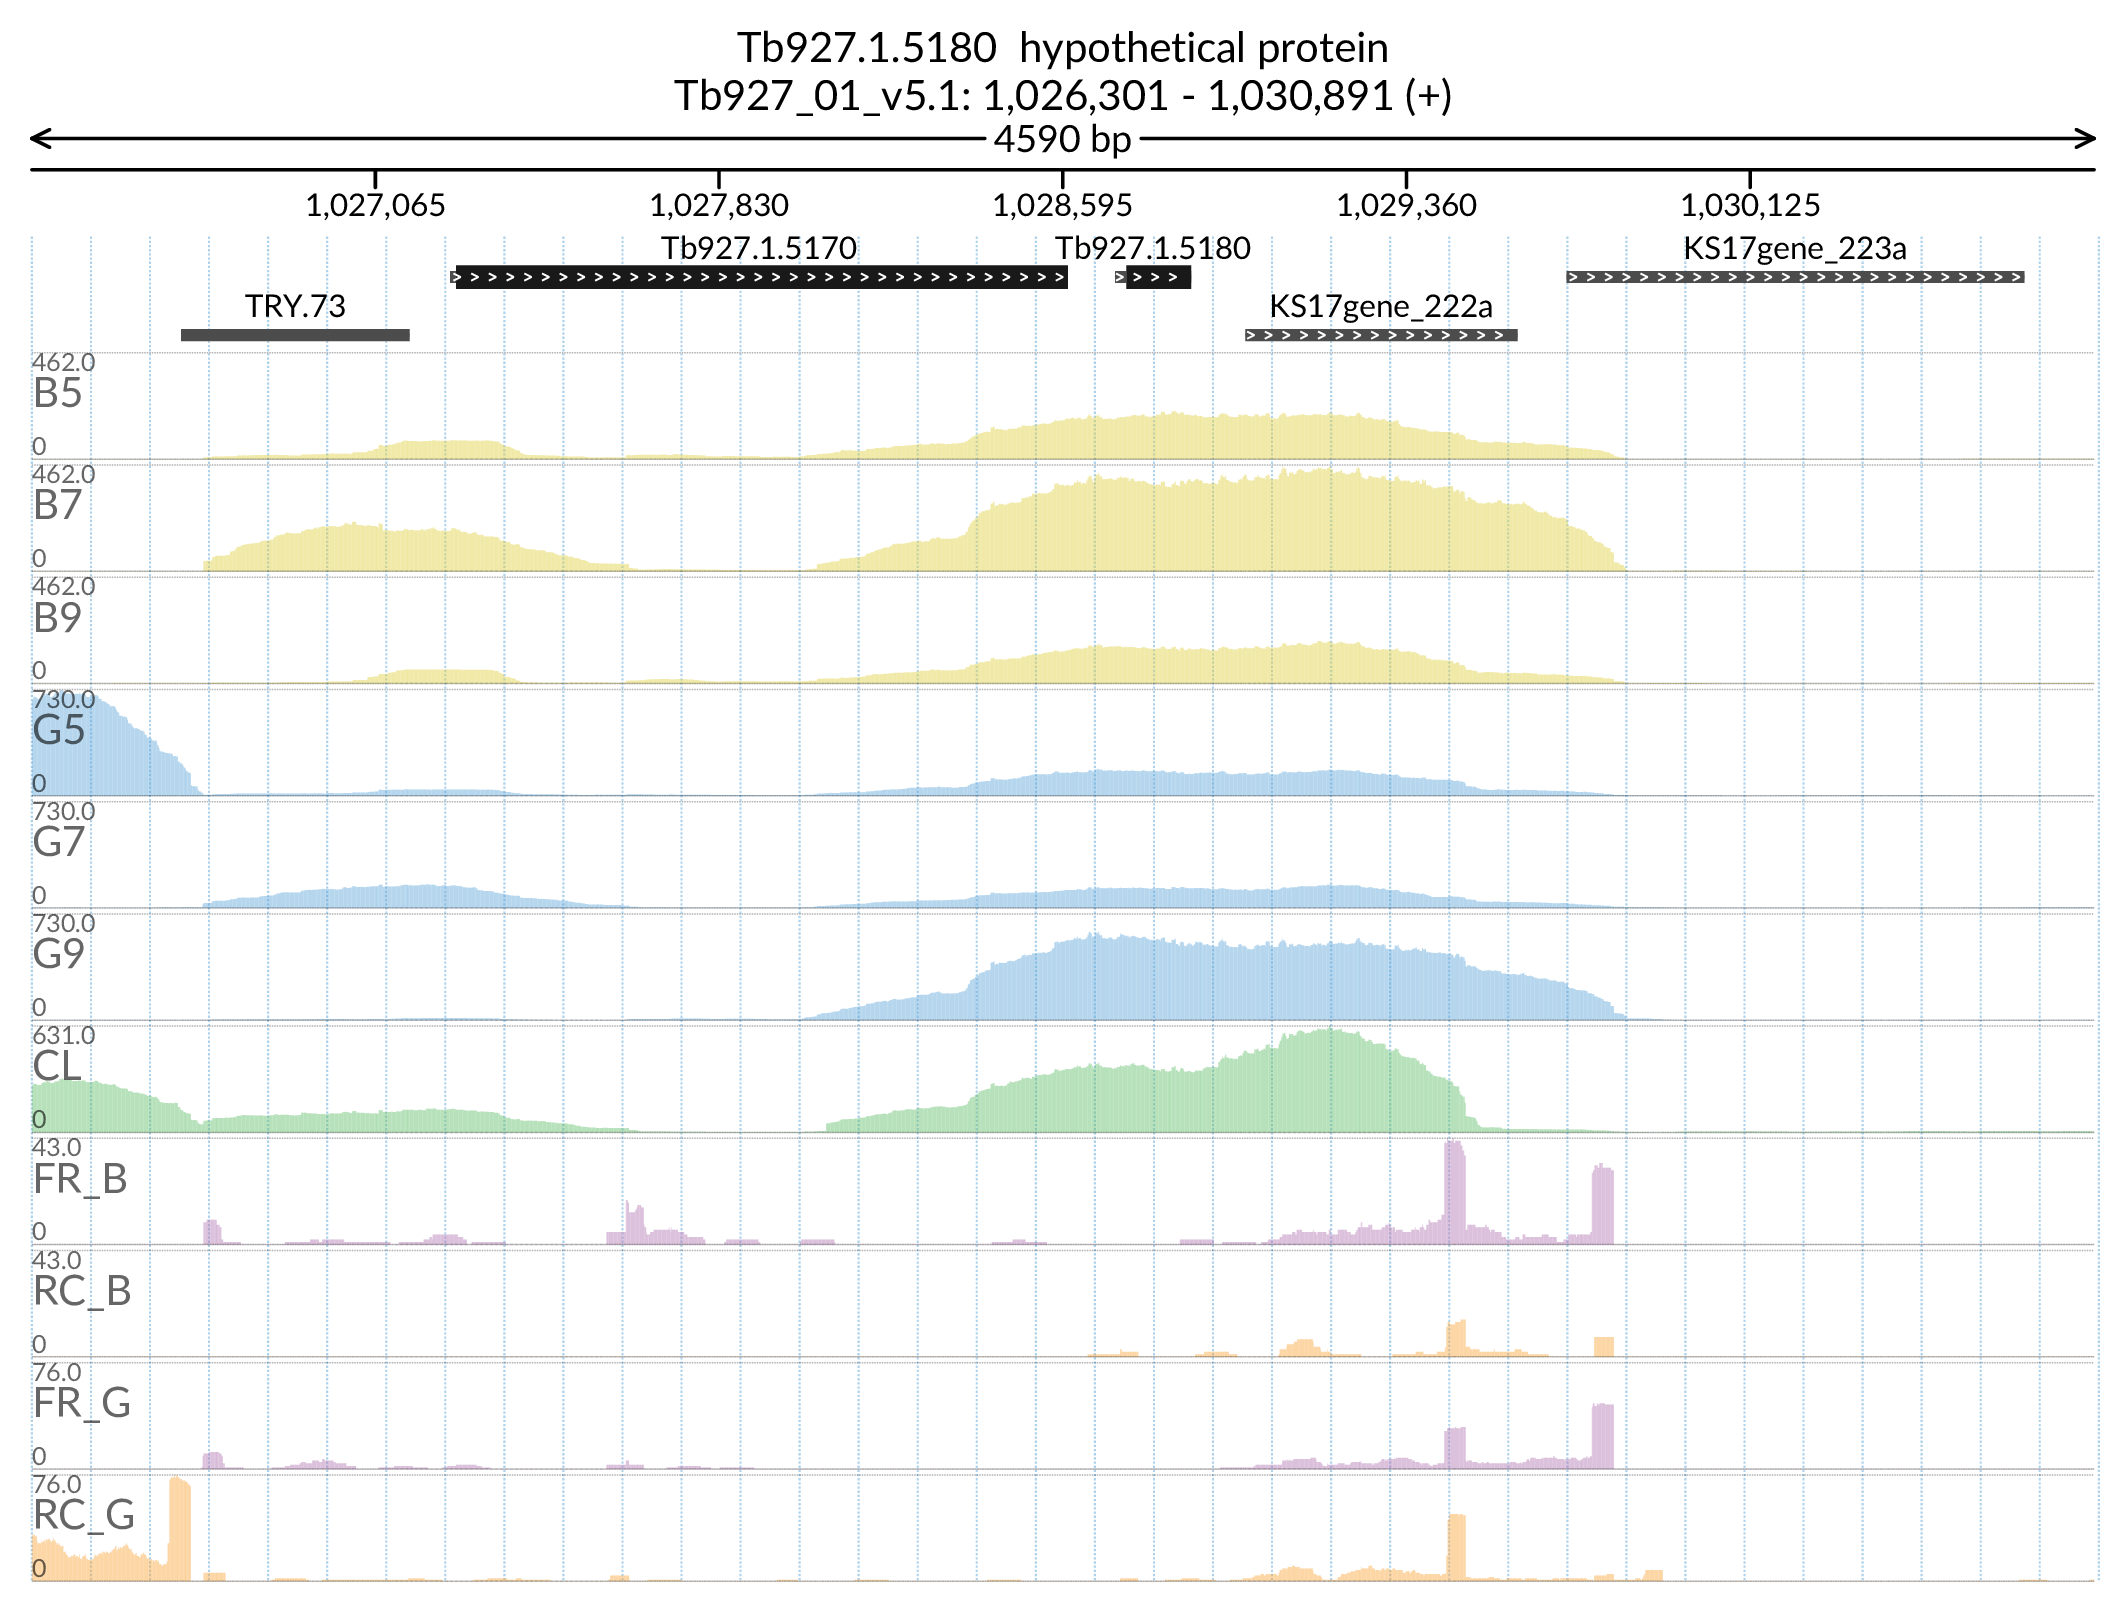 Tb927.1.5180  hypothetical protein
Tb927_01_v5.1: 1,026,301 - 1,030,891 (+)
4590 bp
1,027,065 1,027,830 1,028,595 1,029,360 1,030,125
Tb927.1.5170 Tb927.1.5180 KS17gene_223a
TRY.73 KS17gene_222a
462.0
B5
0
462.0
B7
0
462.0
B9
0
730.0
G5
0
730.0
G7
0
730.0
G9
0
631.0
CL
0
43.0
FR_B
0
43.0
RC_B
0
76.0
FR_G
0
76.0
RC_G
0